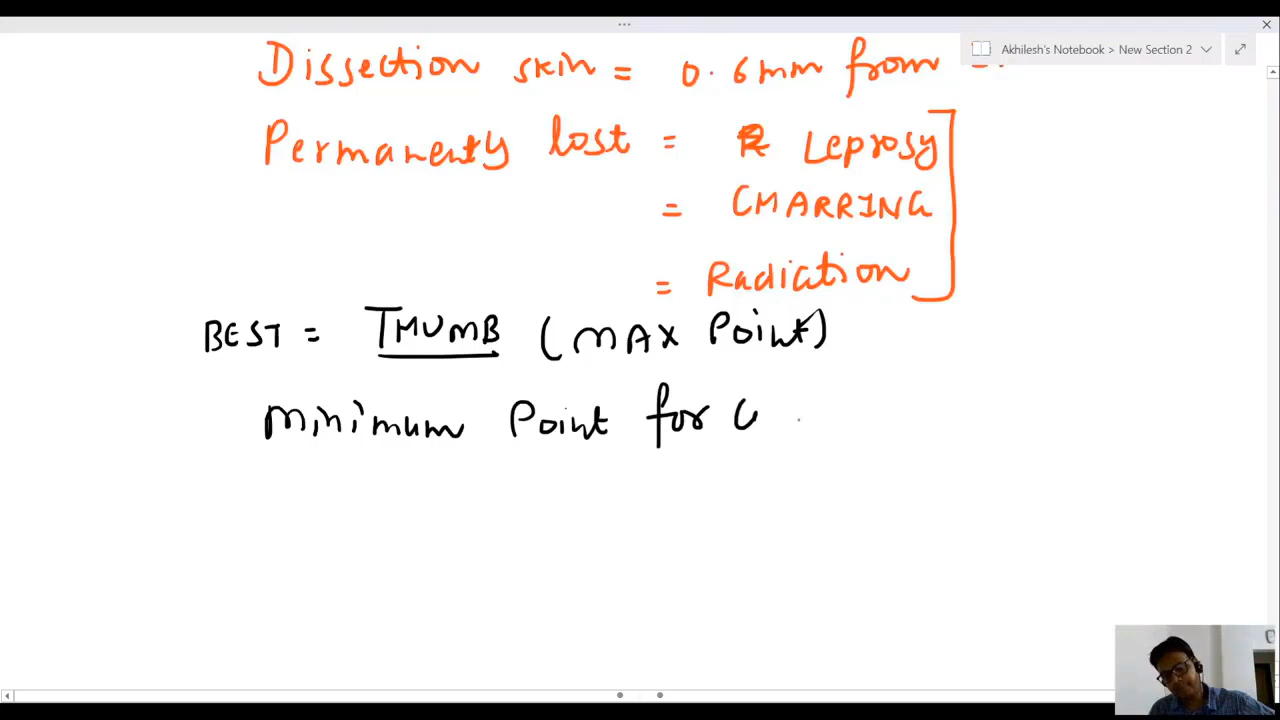 Akhilesh's Notebook > New Section 2
Dissection skin = 0.6mm from
Permanently lost = Leprosy
= CHARRING
= Radiation
BEST = THUMB (MAX Point)
Minimum Point for C